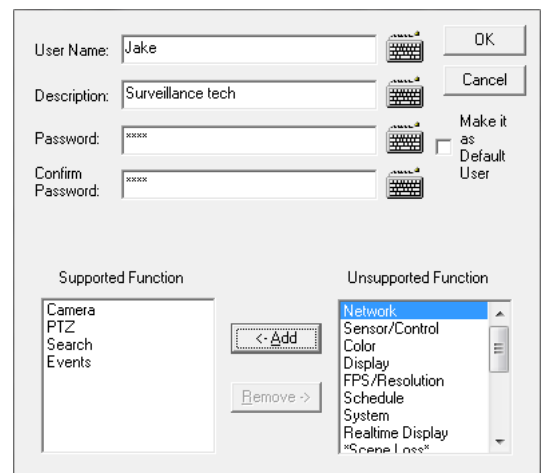 User Name: Jake
OK
Description: Surveillance tech
Cancel
Password: ****
Make it
as
Default
User
Confirm
Password: ****
Supported Function
Camera
PTZ
Search
Events
<- Add
Remove ->
Unsupported Function
Network
Sensor/Control
Color
Display
FPS/Resolution
Schedule
System
Realtime Display
*Scene Loss*